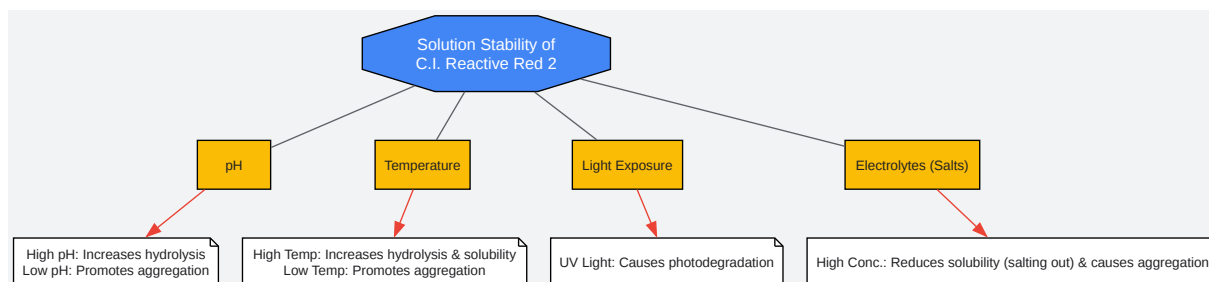 Solution Stability of
C.I. Reactive Red 2
pH
Temperature
Light Exposure
Electrolytes (Salts)
High pH: Increases hydrolysis
Low pH: Promotes aggregation
High Temp: Increases hydrolysis & solubility
Low Temp: Promotes aggregation
UV Light: Causes photodegradation
High Conc.: Reduces solubility (salting out) & causes aggregation